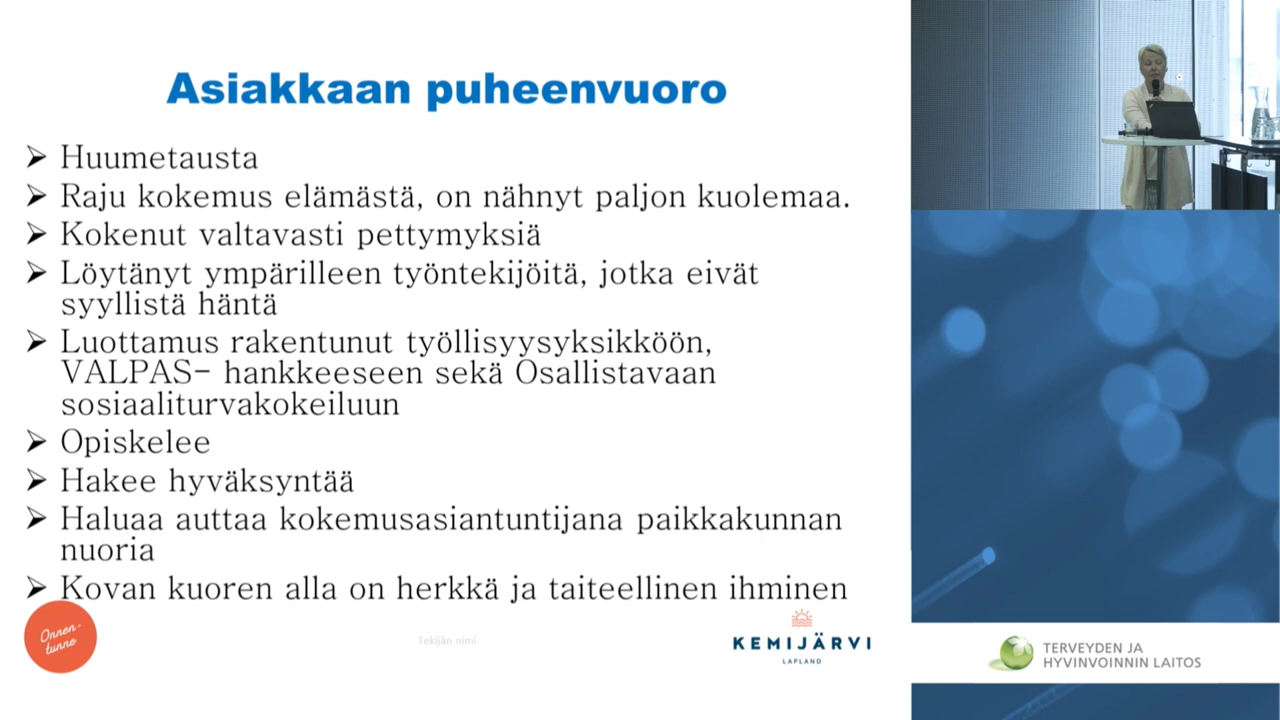 Asiakkaan puheenvuoro
Huumetausta
Raju kokemus elämästä, on nähnyt paljon kuolemaa.
Kokenut valtavasti pettymyksiä
Löytänyt ympärilleen työntekijöitä, jotka eivät
syyllistä häntä
Luottamus rakentunut työllisyysyksikköön,
VALPAS- hankkeeseen sekä Osallistavaan
sosiaaliturvakokeiluun
Opiskelee
Hakee hyväksyntää
Haluaa auttaa kokemusasiantuntijana paikkakunnan
nuoria
Kovan kuoren alla on herkkä ja taiteellinen ihminen
Onnen-
tunne
Tekijän nimi
KEMIJÄRVI
LAPLAND
TERVEYDEN JA
HYVINVOINNIN LAITOS